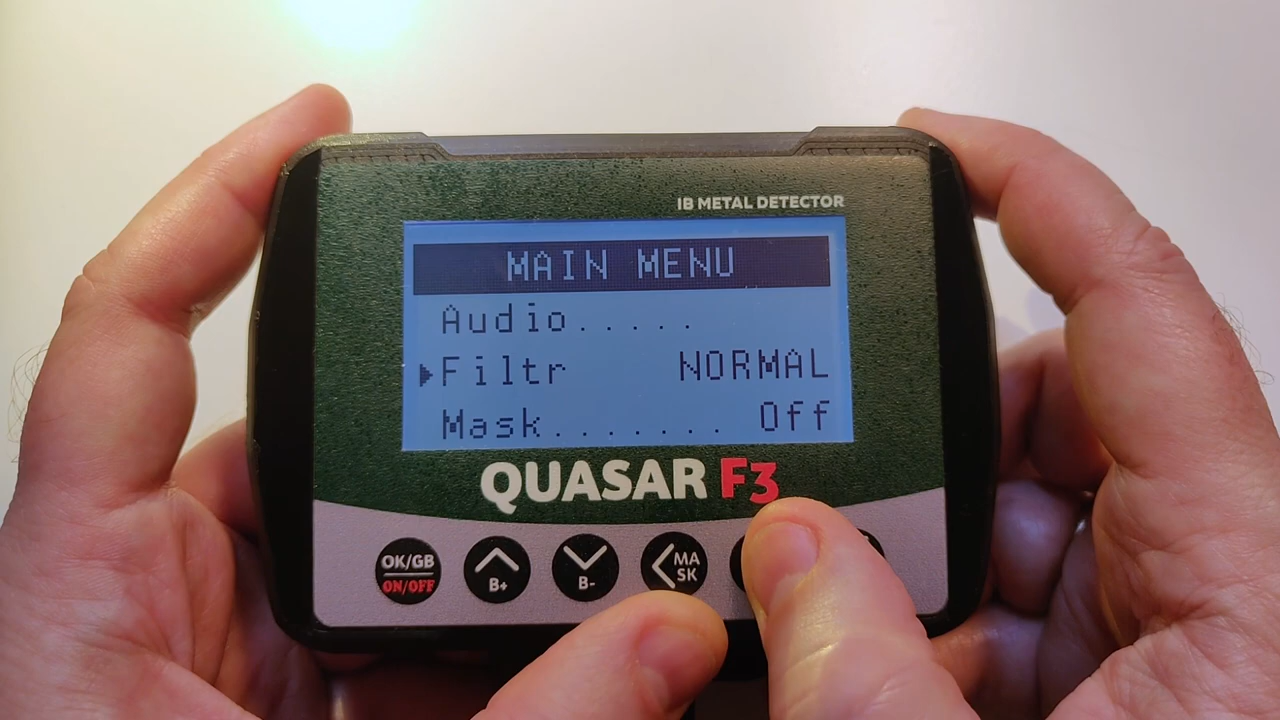 IB METAL DETECTOR
MAIN MENU
Audio.....
Filtr NORMAL
Mask........ Off
QUASAR F3
OK/GB
ON/OFF
B+
B-
MA
SK